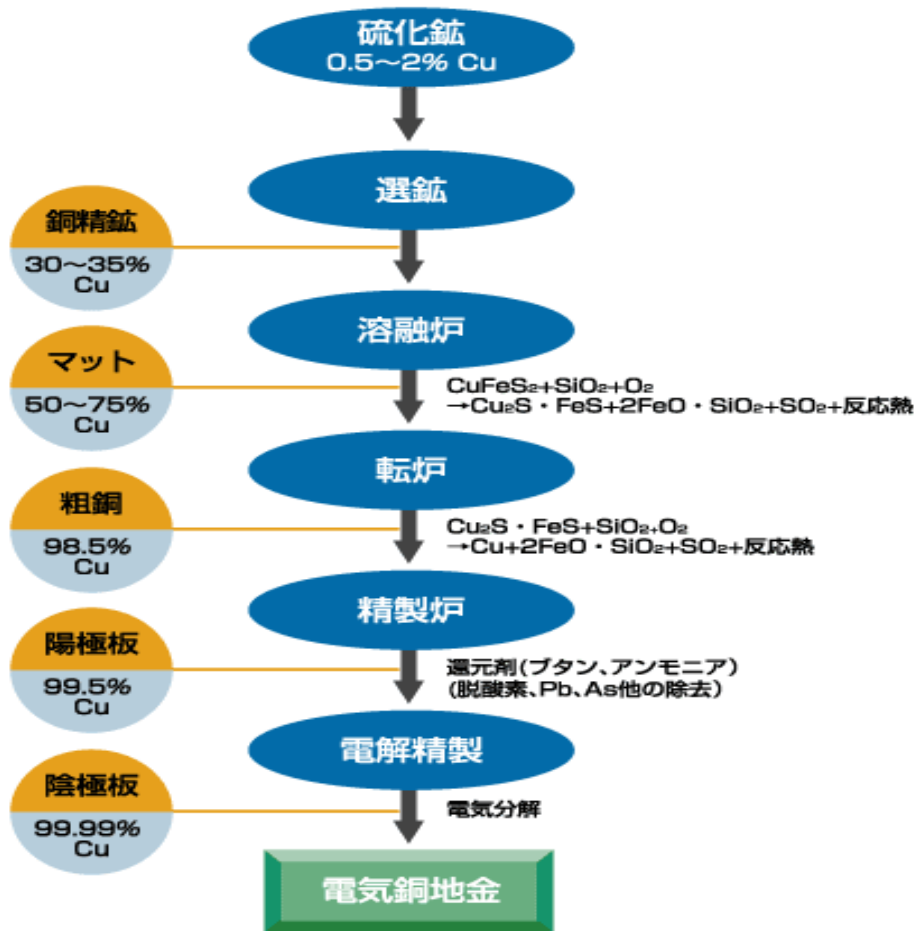 硫化鉱
0.5～2% Cu
選鉱
銅精鉱
30～35%
Cu
溶融炉
マット
50～75%
Cu
CuFeS₂+SiO₂+O₂
→Cu₂S・FeS+2FeO・SiO₂+SO₂+反応熱
転炉
粗銅
98.5%
Cu
Cu₂S・FeS+SiO₂+O₂
→Cu+2FeO・SiO₂+SO₂+反応熱
精製炉
陽極板
99.5%
Cu
還元剤(ブタン、アンモニア)
(脱酸素、Pb、As他の除去)
電解精製
陰極板
99.99%
Cu
電気分解
電気銅地金